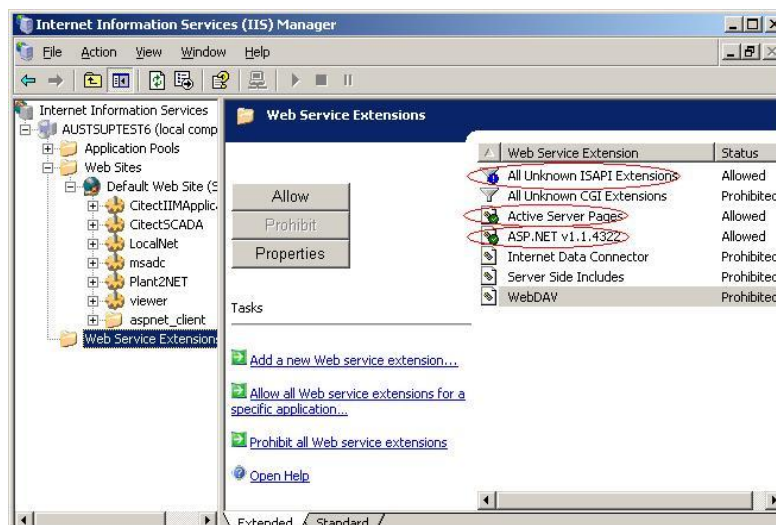 Internet Information Services (IIS) Manager
File Action View Window Help
Internet Information Services
AUSTSUPTEST6 (local comp
Application Pools
Web Sites
Default Web Site (S
CitectIIMApplic
CitectSCADA
LocalNet
msadc
Plant2NET
viewer
aspnet_client
Web Service Extension
Web Service Extensions
Allow
Prohibit
Properties
Tasks
Add a new Web service extension...
Allow all Web service extensions for a
specific application...
Prohibit all Web service extensions
Open Help
Web Service Extension Status
All Unknown ISAPI Extensions Allowed
All Unknown CGI Extensions Prohibited
Active Server Pages Allowed
ASP.NET v1.1.4322 Allowed
Internet Data Connector Prohibited
Server Side Includes Prohibited
WebDAV Prohibited
Extended Standard